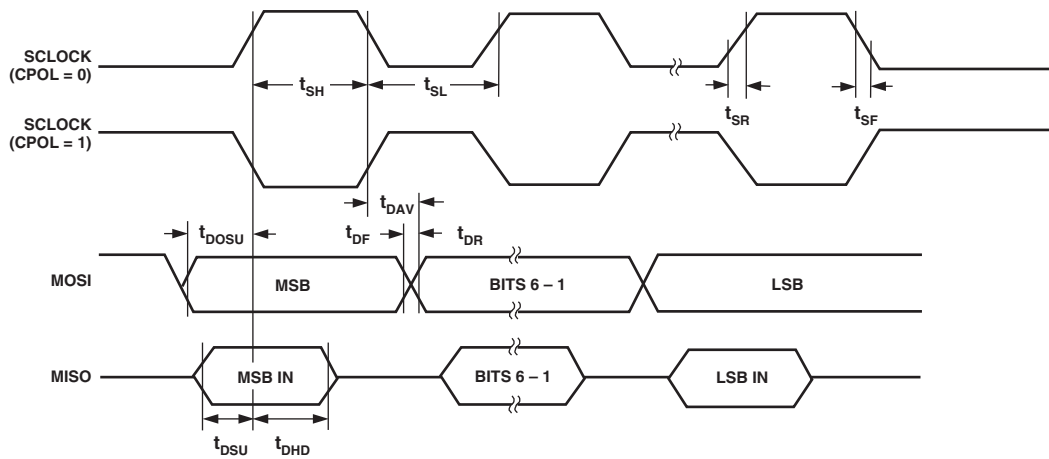 SCLOCK
(CPOL = 0)
tSH
tSL
tSR
tSF
SCLOCK
(CPOL = 1)
tDAV
tDOSU
tDF
tDR
MOSI
MSB
BITS 6 – 1
LSB
MISO
MSB IN
BITS 6 – 1
LSB IN
tDSU
tDHD